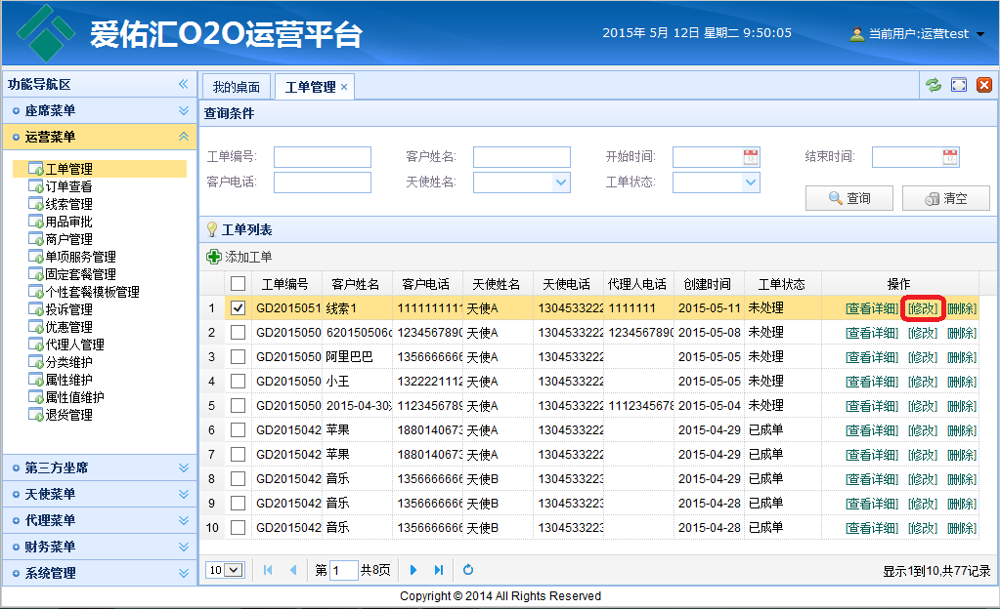 爱佑汇O2O运营平台
2015年 5月 12日 星期二 9:50:05
当前用户:运营test
功能导航区
座席菜单
运营菜单
工单管理
订单查看
线索管理
用品审批
商户管理
单项服务管理
固定套餐管理
个性套餐模板管理
投诉管理
优惠管理
代理人管理
分类维护
属性维护
属性值维护
退货管理
第三方坐席
天使菜单
代理菜单
财务菜单
系统管理
我的桌面 工单管理
查询条件
工单编号: 客户姓名: 开始时间: 结束时间:
客户电话: 天使姓名: 工单状态:
查询 清空
工单列表
添加工单
工单编号 客户姓名 客户电话 天使姓名 天使电话 代理人电话 创建时间 工单状态 操作
1 GD2015051 线索1 1111111111 天使A 1304533222 1111111 2015-05-11 未处理 [查看详细] [修改] [删除]
2 GD2015050 620150506 1234567890 天使A 1304533222 1234567890 2015-05-08 未处理 [查看详细] [修改] [删除]
3 GD2015050 阿里巴巴 1356666666 天使A 1304533222 2015-05-05 未处理 [查看详细] [修改] [删除]
4 GD2015050 小王 1322221112 天使A 1304533222 2015-05-05 未处理 [查看详细] [修改] [删除]
5 GD2015050 2015-04-30 1123456789 天使A 1304533222 1112345678 2015-05-04 未处理 [查看详细] [修改] [删除]
6 GD2015042 苹果 1880140673 天使A 1304533222 2015-04-29 已成单 [查看详细] [修改] [删除]
7 GD2015042 苹果 1880140673 天使A 1304533222 2015-04-29 已成单 [查看详细] [修改] [删除]
8 GD2015042 音乐 1356666666 天使B 1304533223 2015-04-29 已成单 [查看详细] [修改] [删除]
9 GD2015042 音乐 1356666666 天使B 1304533223 2015-04-28 已成单 [查看详细] [修改] [删除]
10 GD2015042 音乐 1356666666 天使B 1304533223 2015-04-28 已成单 [查看详细] [修改] [删除]
10 第 1 共8页 显示1到10,共77记录
Copyright © 2014 All Rights Reserved